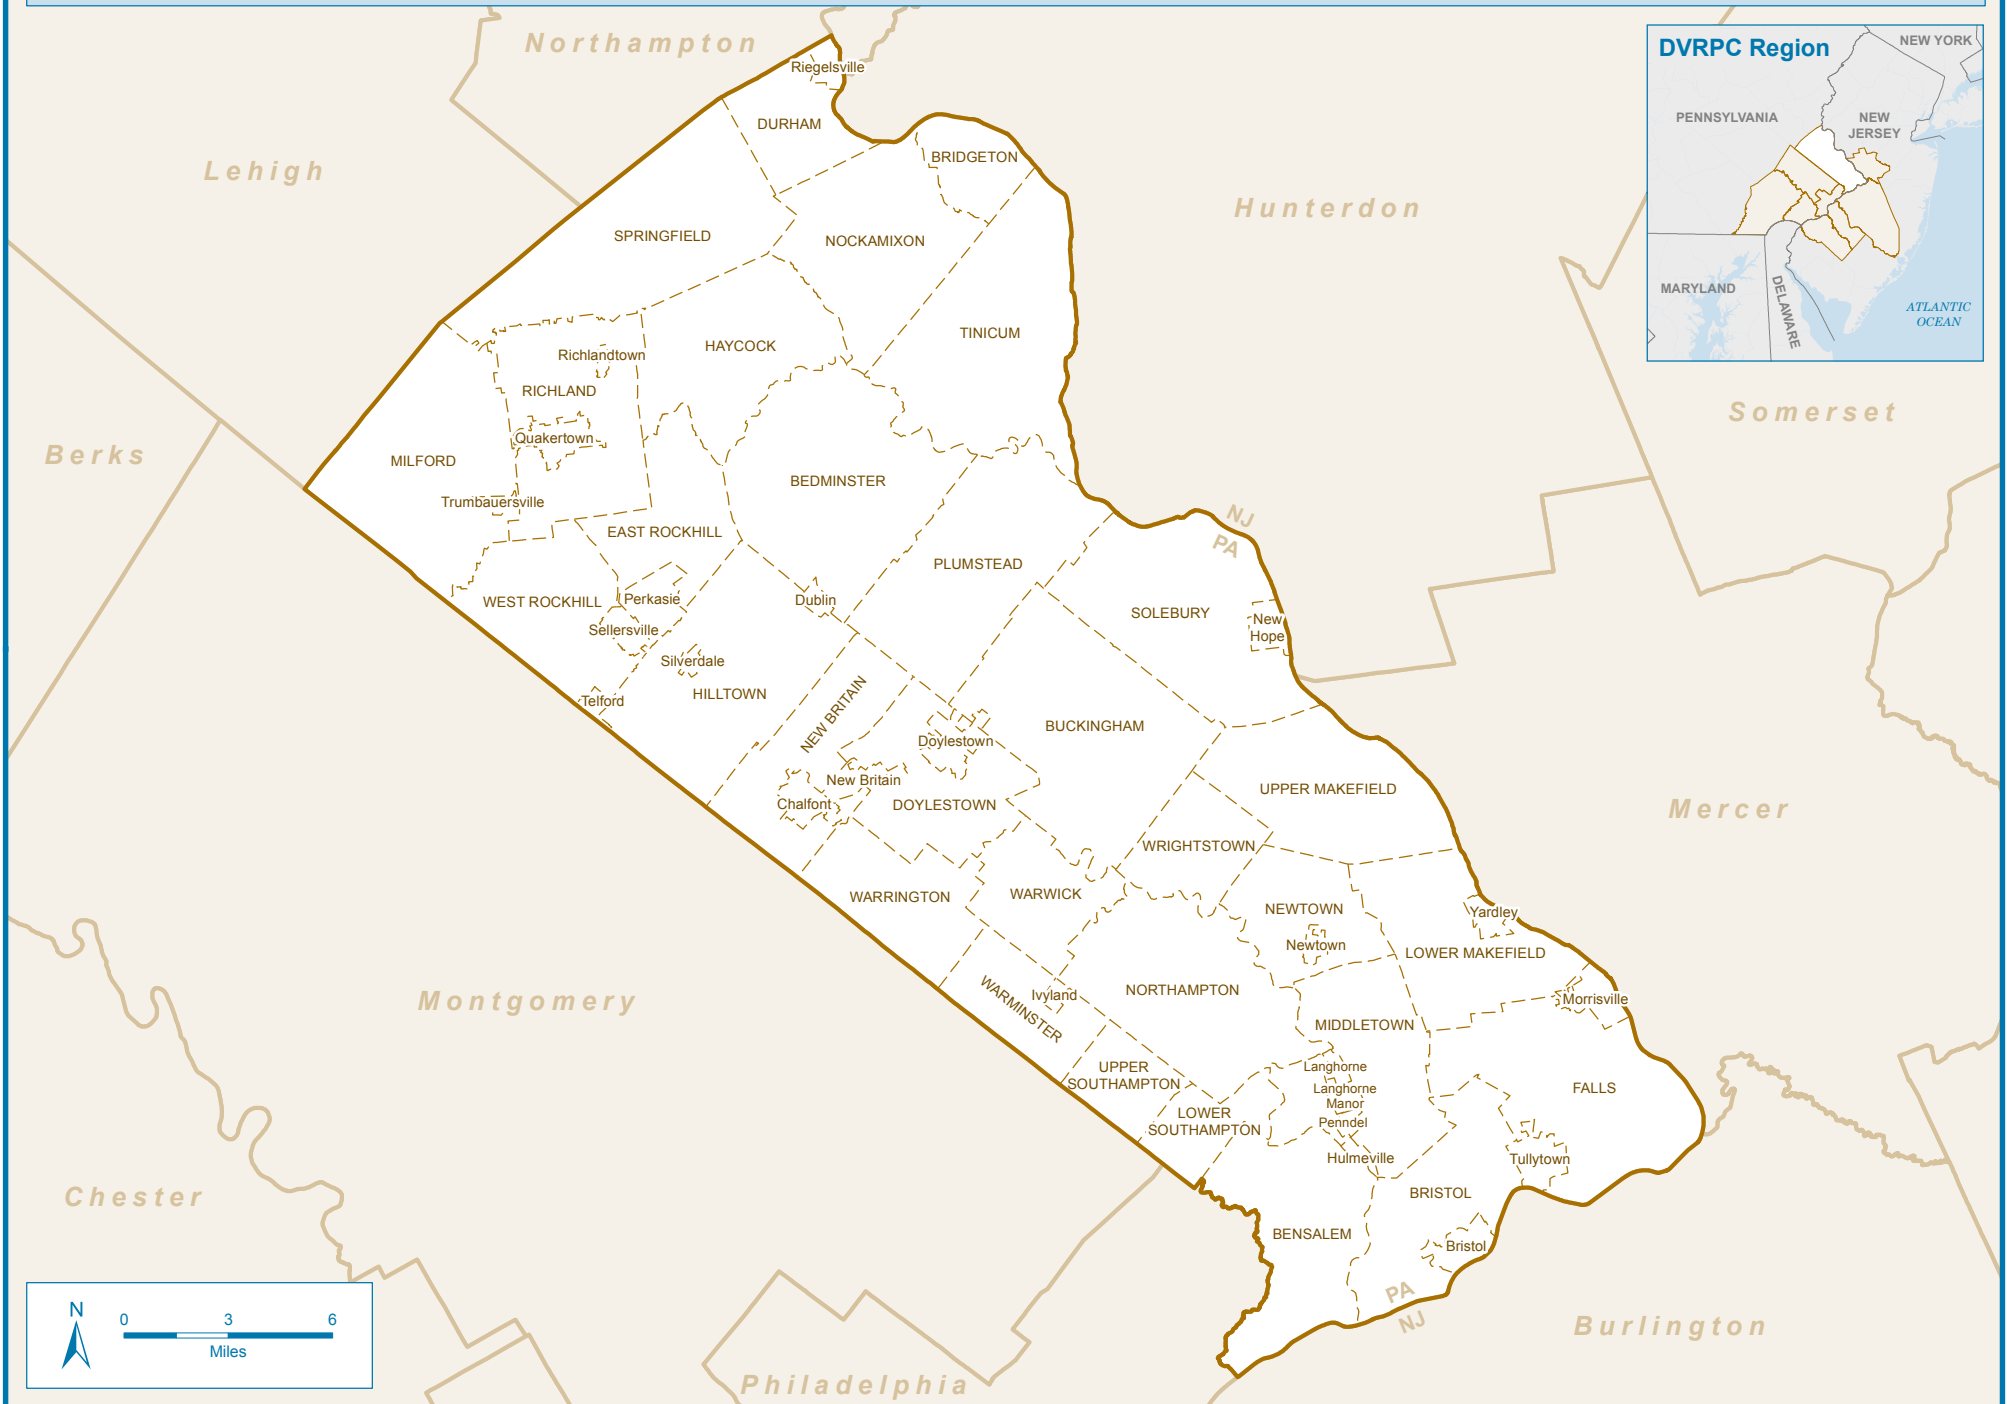 Northampton
Riegelsville
DURHAM
BRIDGETON
Lehigh
Hunterdon
SPRINGFIELD
NOCKAMIXON
TINICUM
HAYCOCK
Richlandtown
RICHLAND
Quakertown
MILFORD
Berks
Trumbauersville
BEDMINSTER
EAST ROCKHILL
PLUMSTEAD
NJ
PA
WEST ROCKHILL
Perkasie
Dublin
SOLEBURY
New
Hope
Sellersville
Silverdale
HILLTOWN
Telford
NEW BRITAIN
BUCKINGHAM
Doylestown
New Britain
Chalfont
DOYLESTOWN
UPPER MAKEFIELD
WRIGHTSTOWN
WARRINGTON
WARWICK
NEWTOWN
Newtown
Yardley
LOWER MAKEFIELD
Somerset
Mercer
Montgomery
WARMINSTER
Ivyland
NORTHAMPTON
Morrisville
MIDDLETOWN
UPPER
SOUTHAMPTON
Langhorne
Langhorne
Manor
Penndel
FALLS
LOWER
SOUTHAMPTON
Hulmeville
Tullytown
BRISTOL
Chester
BENSALEM
Bristol
PA
NJ
Burlington
Philadelphia
DVRPC Region
NEW YORK
PENNSYLVANIA
NEW
JERSEY
MARYLAND
DELAWARE
ATLANTIC
OCEAN
N
0 3 6
Miles